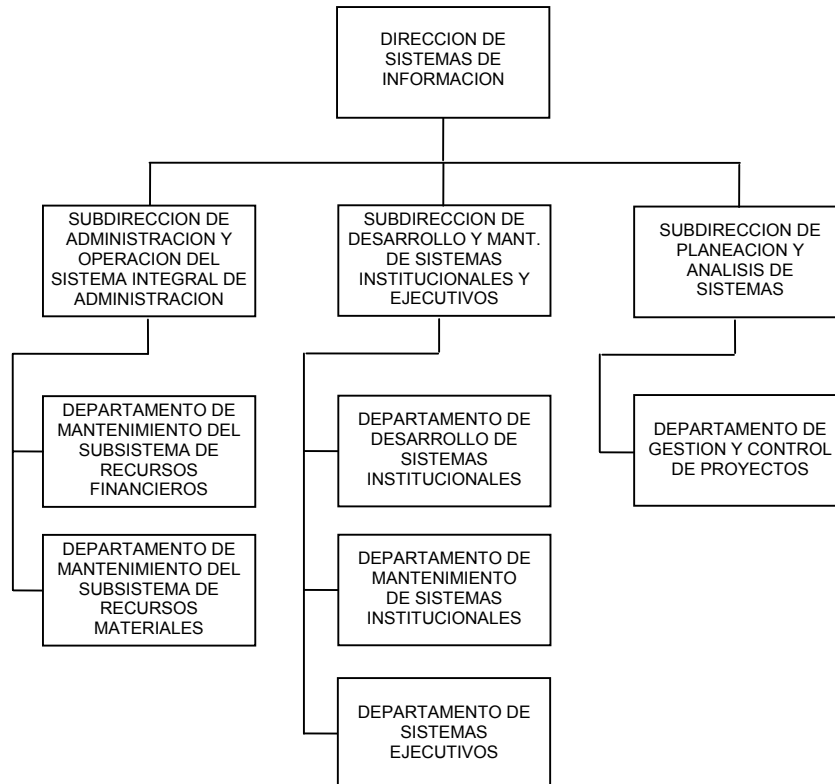 DIRECCION DE
SISTEMAS DE
INFORMACION
SUBDIRECCION DE
ADMINISTRACION Y
OPERACION DEL
SISTEMA INTEGRAL DE
ADMINISTRACION
SUBDIRECCION DE
DESARROLLO Y MANT.
DE SISTEMAS
INSTITUCIONALES Y
EJECUTIVOS
SUBDIRECCION DE
PLANEACION Y
ANALISIS DE
SISTEMAS
DEPARTAMENTO DE
MANTENIMIENTO DEL
SUBSISTEMA DE
RECURSOS
FINANCIEROS
DEPARTAMENTO DE
DESARROLLO DE
SISTEMAS
INSTITUCIONALES
DEPARTAMENTO DE
GESTION Y CONTROL
DE PROYECTOS
DEPARTAMENTO DE
MANTENIMIENTO DEL
SUBSISTEMA DE
RECURSOS
MATERIALES
DEPARTAMENTO DE
MANTENIMIENTO
DE SISTEMAS
INSTITUCIONALES
DEPARTAMENTO DE
SISTEMAS
EJECUTIVOS